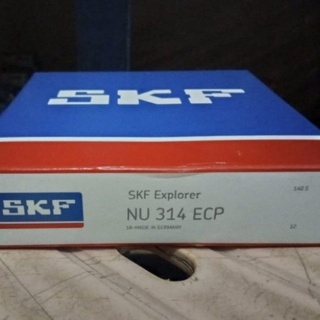 SKF
SKF
SKF Explorer
NU 314 ECP